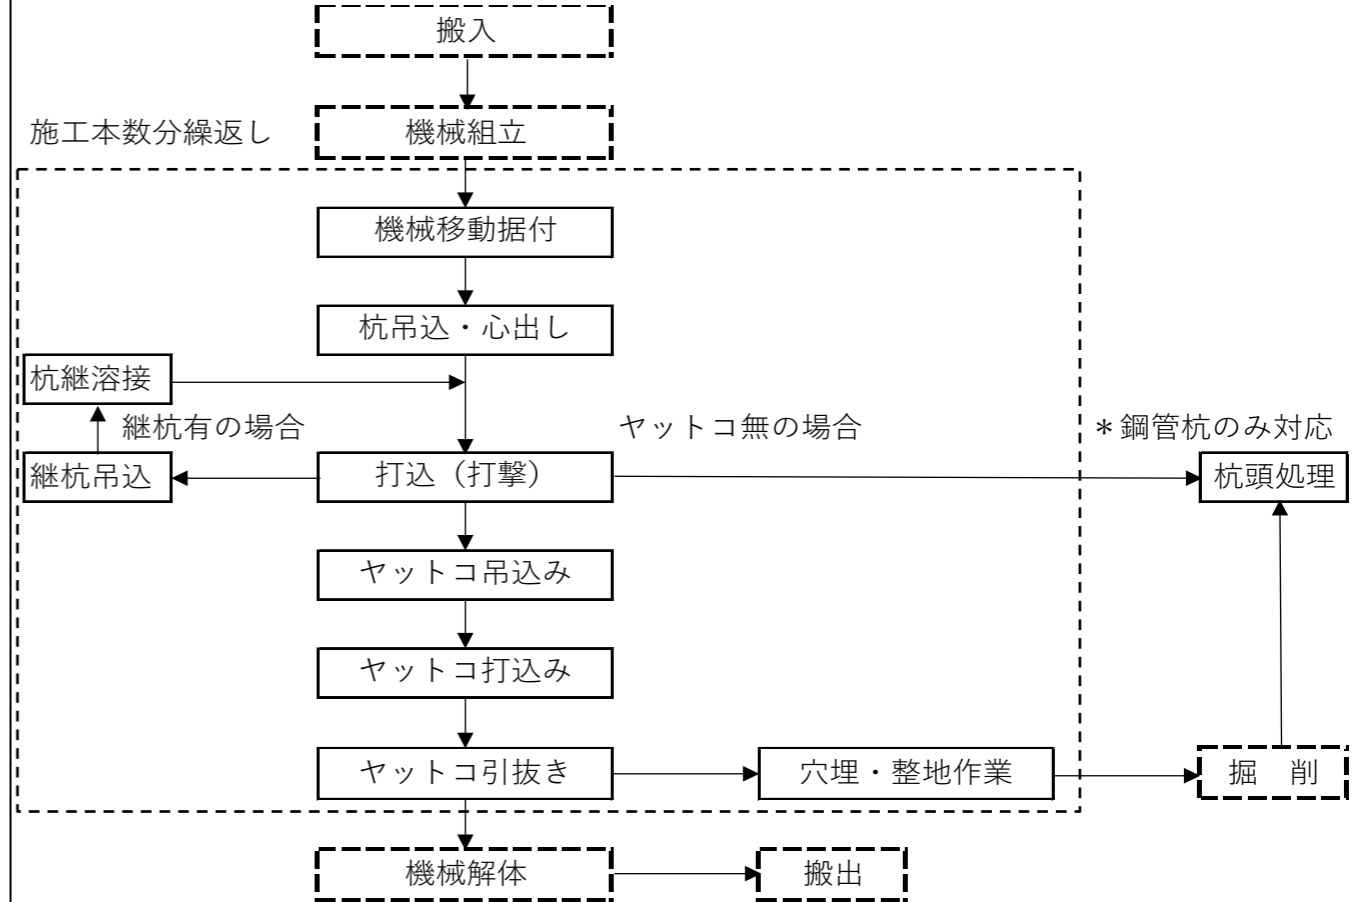 搬入
施工本数分繰返し
機械組立
機械移動据付
杭吊込・心出し
杭継溶接
継杭有の場合
ヤットコ無の場合
＊鋼管杭のみ対応
継杭吊込
打込（打撃）
杭頭処理
ヤットコ吊込み
ヤットコ打込み
ヤットコ引抜き
穴埋・整地作業
掘　削
機械解体
搬出